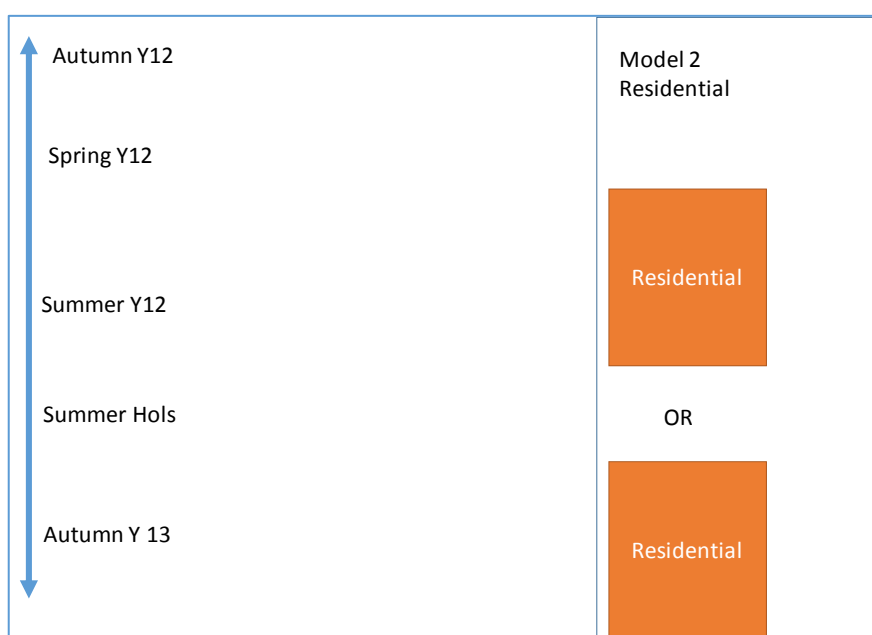 Autumn Y12
Spring Y12
Summer Y12
Summer Hols
Autumn Y 13
Model 2
Residential
Residential
OR
Residential